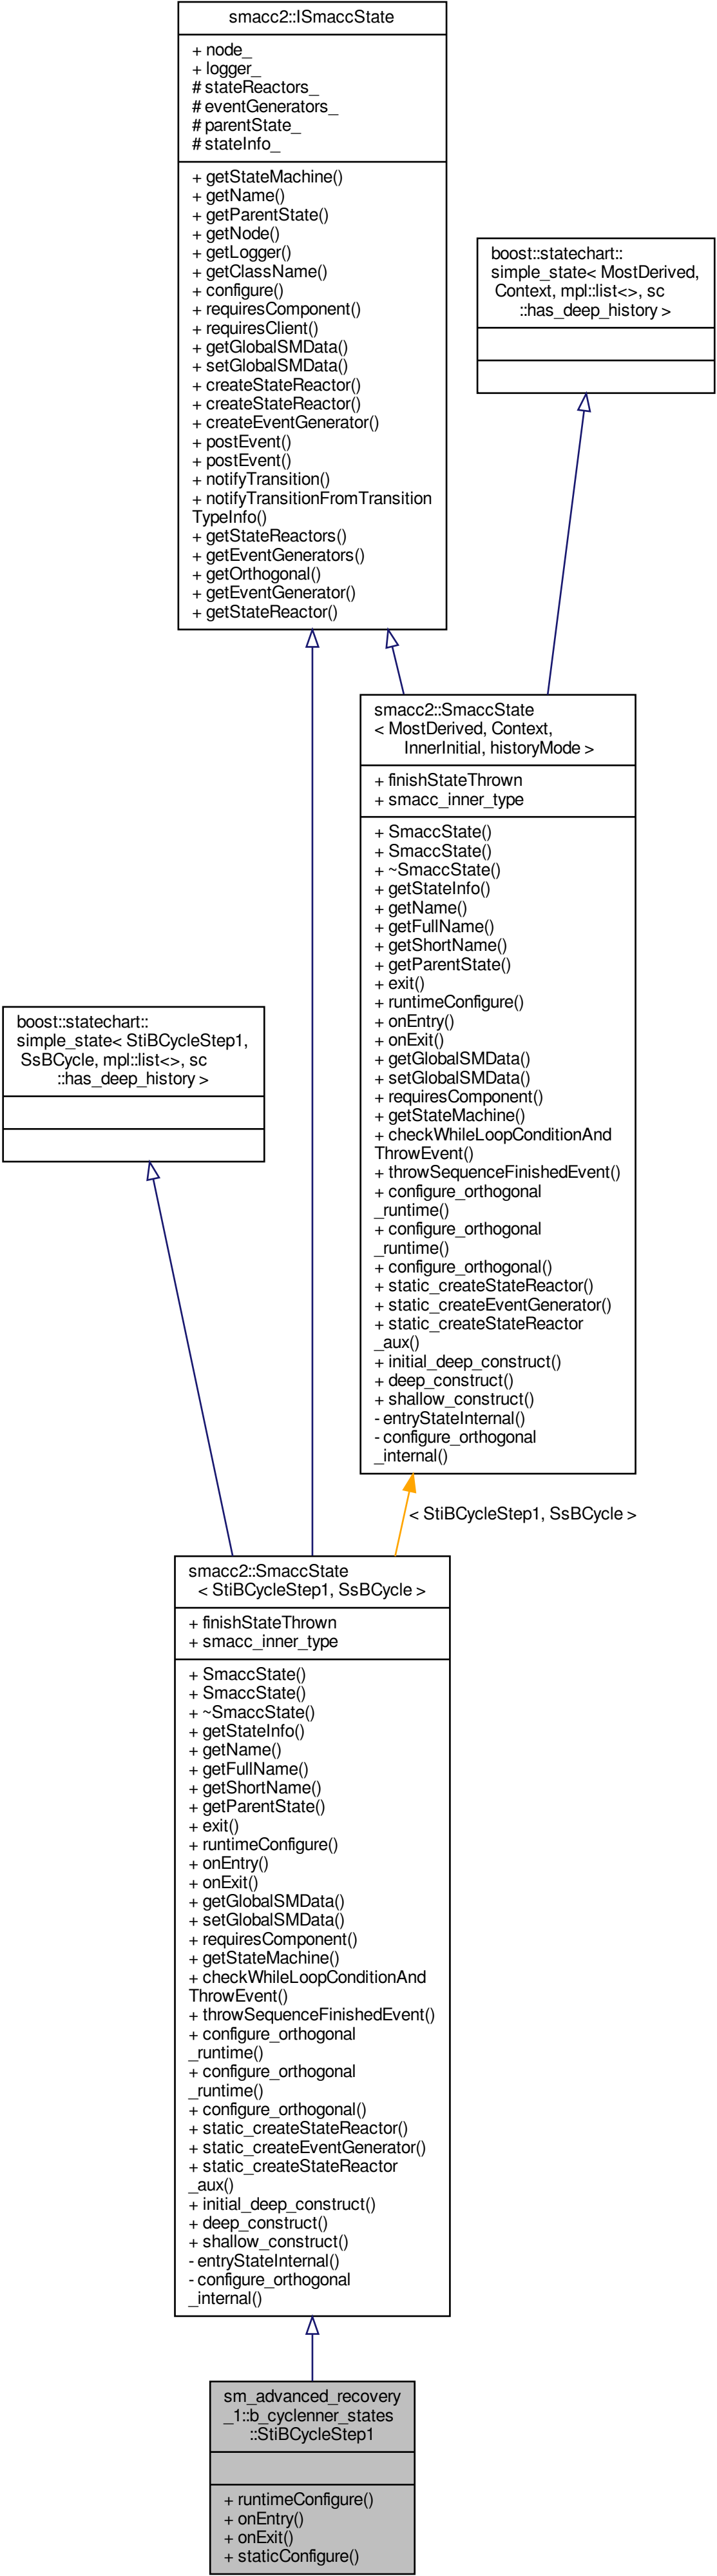 smacc2::ISmaccState
+ node_
+ logger_
# stateReactors_
# eventGenerators_
# parentState_
# stateInfo_
+ getStateMachine()
+ getName()
+ getParentState()
+ getNode()
+ getLogger()
+ getClassName()
+ configure()
+ requiresComponent()
+ requiresClient()
+ getGlobalSMData()
+ setGlobalSMData()
+ createStateReactor()
+ createStateReactor()
+ createEventGenerator()
+ postEvent()
+ postEvent()
+ notifyTransition()
+ notifyTransitionFromTransition
TypeInfo()
+ getStateReactors()
+ getEventGenerators()
+ getOrthogonal()
+ getEventGenerator()
+ getStateReactor()
boost::statechart::
simple_state< MostDerived,
Context, mpl::list<>, sc
::has_deep_history >
smacc2::SmaccState
< MostDerived, Context,
InnerInitial, historyMode >
+ finishStateThrown
+ smacc_inner_type
+ SmaccState()
+ SmaccState()
+ ~SmaccState()
+ getStateInfo()
+ getName()
+ getFullName()
+ getShortName()
+ getParentState()
+ exit()
+ runtimeConfigure()
+ onEntry()
+ onExit()
+ getGlobalSMData()
+ setGlobalSMData()
+ requiresComponent()
+ getStateMachine()
+ checkWhileLoopConditionAnd
ThrowEvent()
+ throwSequenceFinishedEvent()
+ configure_orthogonal
_runtime()
+ configure_orthogonal
_runtime()
+ configure_orthogonal()
+ static_createStateReactor()
+ static_createEventGenerator()
+ static_createStateReactor
_aux()
+ initial_deep_construct()
+ deep_construct()
+ shallow_construct()
- entryStateInternal()
- configure_orthogonal
_internal()
boost::statechart::
simple_state< StiBCycleStep1,
SsBCycle, mpl::list<>, sc
::has_deep_history >
< StiBCycleStep1, SsBCycle >
smacc2::SmaccState
< StiBCycleStep1, SsBCycle >
+ finishStateThrown
+ smacc_inner_type
+ SmaccState()
+ SmaccState()
+ ~SmaccState()
+ getStateInfo()
+ getName()
+ getFullName()
+ getShortName()
+ getParentState()
+ exit()
+ runtimeConfigure()
+ onEntry()
+ onExit()
+ getGlobalSMData()
+ setGlobalSMData()
+ requiresComponent()
+ getStateMachine()
+ checkWhileLoopConditionAnd
ThrowEvent()
+ throwSequenceFinishedEvent()
+ configure_orthogonal
_runtime()
+ configure_orthogonal
_runtime()
+ configure_orthogonal()
+ static_createStateReactor()
+ static_createEventGenerator()
+ static_createStateReactor
_aux()
+ initial_deep_construct()
+ deep_construct()
+ shallow_construct()
- entryStateInternal()
- configure_orthogonal
_internal()
sm_advanced_recovery
_1::b_cyclenner_states
::StiBCycleStep1
+ runtimeConfigure()
+ onEntry()
+ onExit()
+ staticConfigure()